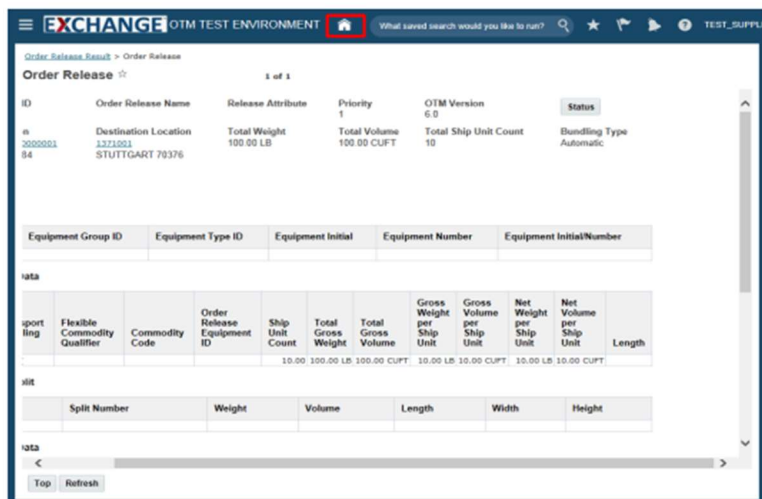 EXCHANGE OTM TEST ENVIRONMENT What saved search would you like to run? TEST_SUPPL
Order Release Result > Order Release
Order Release 1 of 1
ID Order Release Name Release Attribute Priority OTM Version Status
1 6.0
n Destination Location Total Weight Total Volume Total Ship Unit Count Bundling Type
0000001 1371001 100.00 LB 100.00 CUFT 10 Automatic
84 STUTTGART 70376
Equipment Group ID Equipment Type ID Equipment Initial Equipment Number Equipment Initial/Number
Data
sport ling Flexible Commodity Qualifier Commodity Code Order Release Equipment ID Ship Unit Count Total Gross Weight Total Gross Volume Gross Weight per Ship Unit Gross Volume per Ship Unit Net Weight per Ship Unit Net Volume per Ship Unit Length
10.00 100.00 LB 100.00 CUFT 10.00 LB 10.00 CUFT 10.00 LB 10.00 CUFT
plit
Split Number Weight Volume Length Width Height
Data
Top Refresh